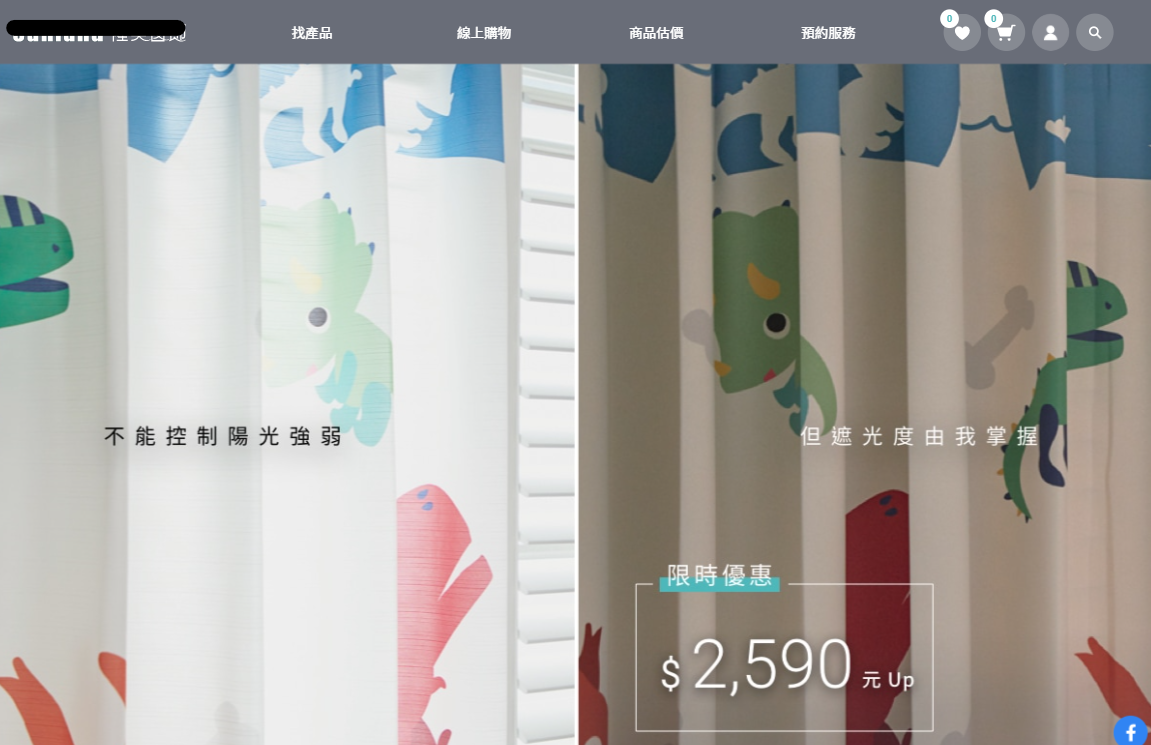 找產品
線上購物
商品估價
預約服務
0
0
不能控制陽光強弱
但遮光度由我掌握
限時優惠
$ 2,590 元 Up